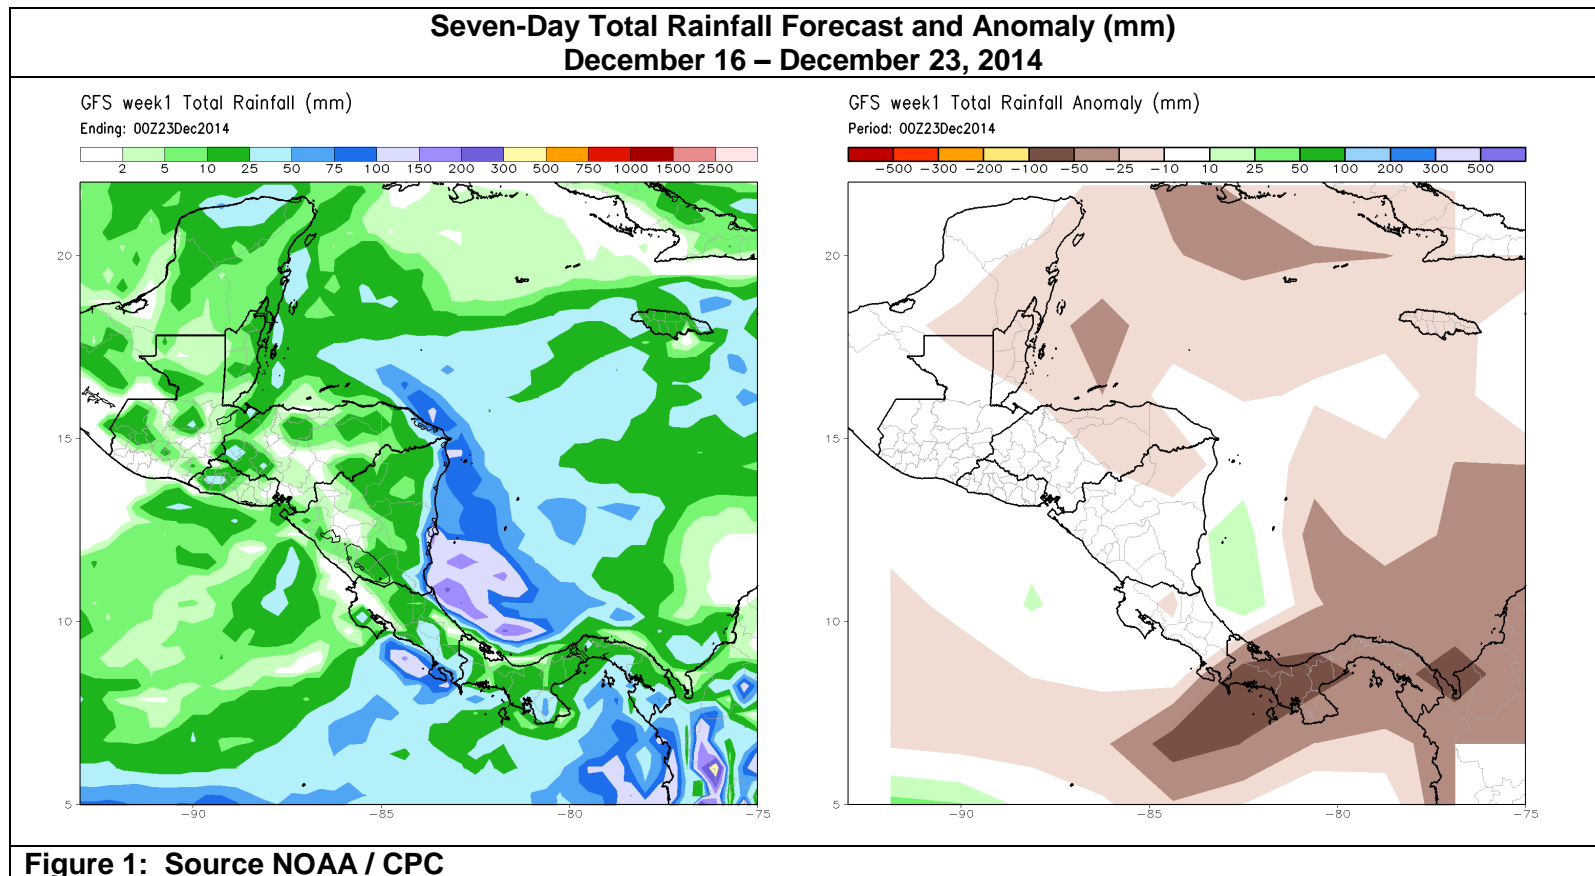 Seven-Day Total Rainfall Forecast and Anomaly (mm)
December 16 – December 23, 2014
GFS week1 Total Rainfall (mm)
Ending: 00Z23Dec2014
2 5 10 25 50 75 100 150 200 300 500 750 1000 1500 2500
20
15
10
5
-90 -85 -80 -75
GFS week1 Total Rainfall Anomaly (mm)
Period: 00Z23Dec2014
-500 -300 -200 -100 -50 -25 -10 10 25 50 100 200 300 500
20
15
10
5
-90 -85 -80 -75
Figure 1: Source NOAA / CPC